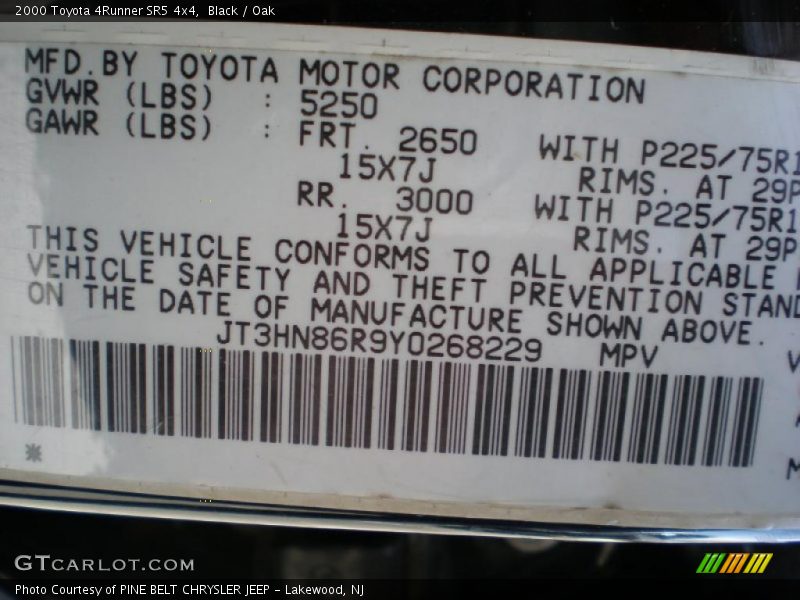 2000 Toyota 4Runner SR5 4x4, Black / Oak
MFD.BY TOYOTA MOTOR CORPORATION
GVWR (LBS) : 5250
GAWR (LBS) : FRT. 2650 WITH P225/75R1
15X7J RIMS. AT 29P
RR. 3000 WITH P225/75R1
15X7J RIMS. AT 29P
THIS VEHICLE CONFORMS TO ALL APPLICABLE
VEHICLE SAFETY AND THEFT PREVENTION STAND
ON THE DATE OF MANUFACTURE SHOWN ABOVE.
JT3HN86R9Y0268229 MPV
*
GTCARLOT.COM
Photo Courtesy of PINE BELT CHRYSLER JEEP - Lakewood, NJ